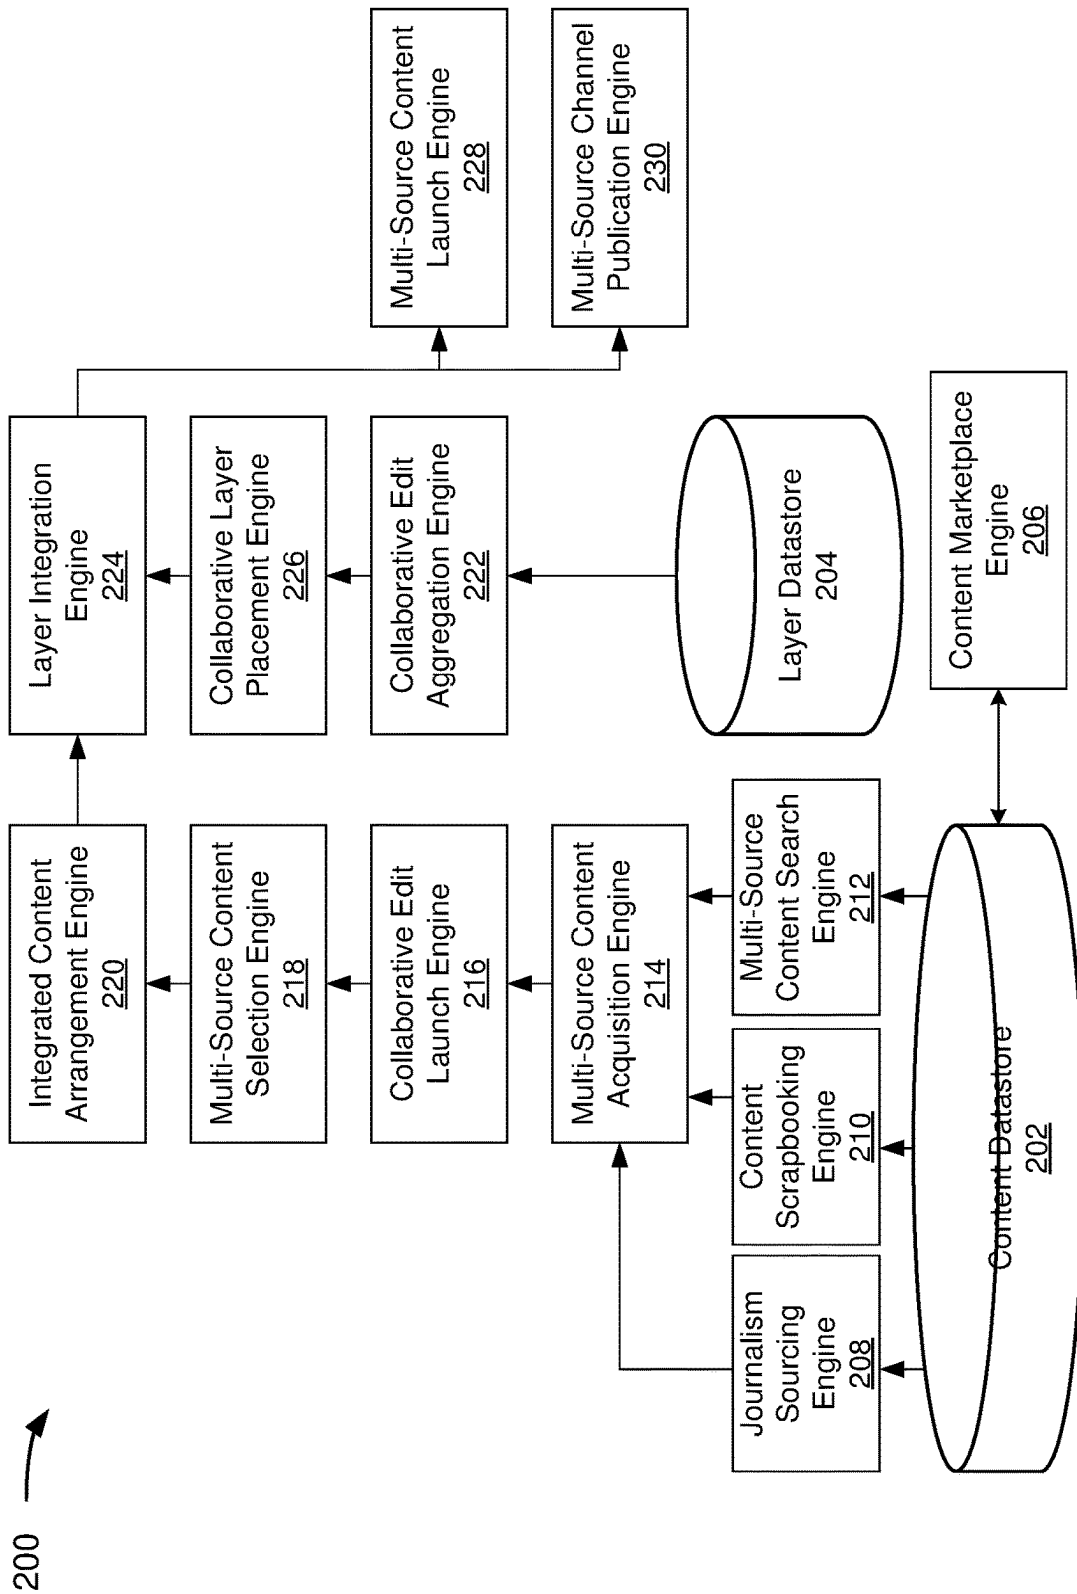 200
Integrated Content
Arrangement Engine
220
Layer Integration
Engine
224
Multi-Source Content
Selection Engine
218
Collaborative Layer
Placement Engine
226
Collaborative Edit
Launch Engine
216
Collaborative Edit
Aggregation Engine
222
Multi-Source Content
Launch Engine
228
Multi-Source Content
Acquisition Engine
214
Multi-Source Channel
Publication Engine
230
Journalism
Sourcing
Engine
208
Content
Scrapbooking
Engine
210
Multi-Source
Content Search
Engine
212
Layer Datastore
204
Content Datastore
202
Content Marketplace
Engine
206